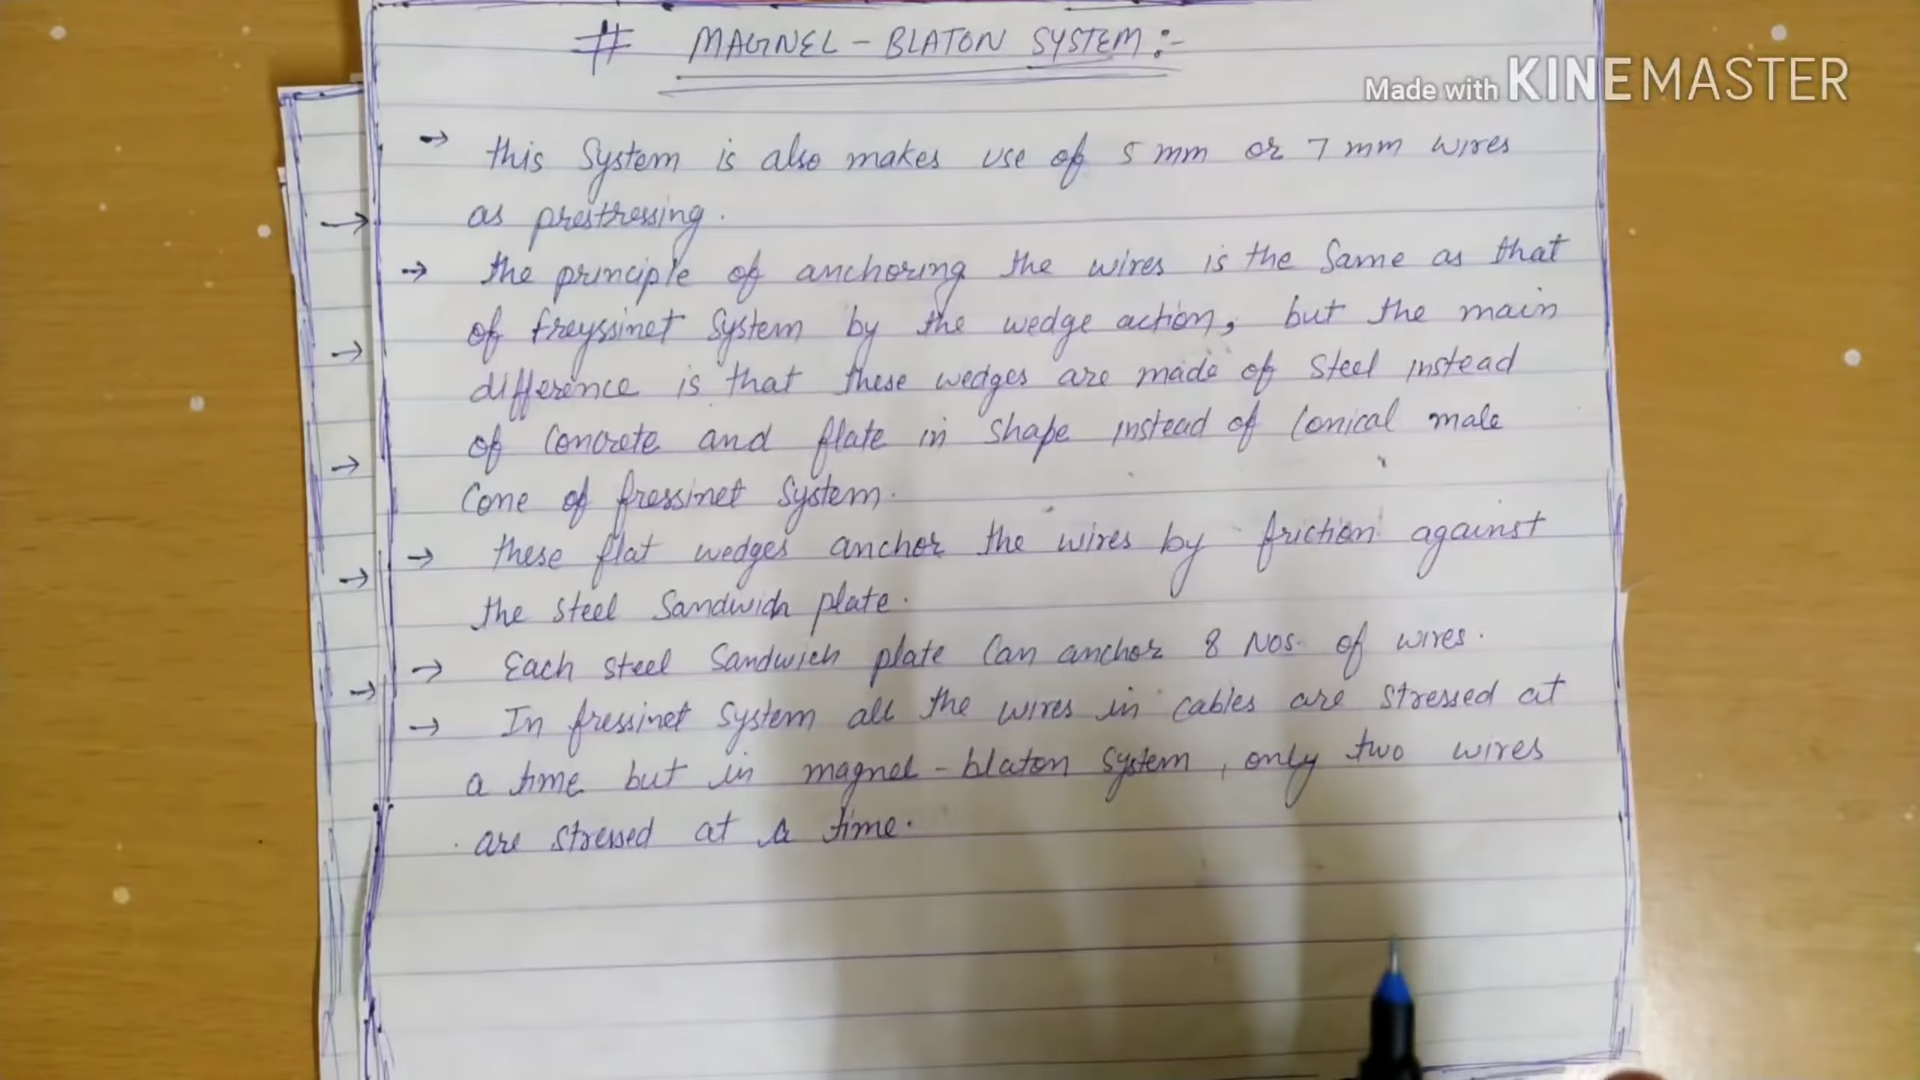 # MAGNEL - BLATON SYSTEM :-
Made with KINEMASTER
→ this System is also makes use of 5 mm or 7 mm wires
as prestressing.
→ the principle of anchoring the wires is the Same as that
of freyssinet System by the wedge action, but the main
difference is that these wedges are made of Steel instead
of Concrete and flate in shape instead of Conical male
Cone of fressinet System.
→ these flat wedges anchor the wires by friction against
the steel Sandwich plate.
→ Each steel Sandwich plate Can anchor 8 Nos. of wires.
→ In fressinet System all the wires in cables are stressed at
a time but in magnel - blaton System, only two wires
are stressed at a time.